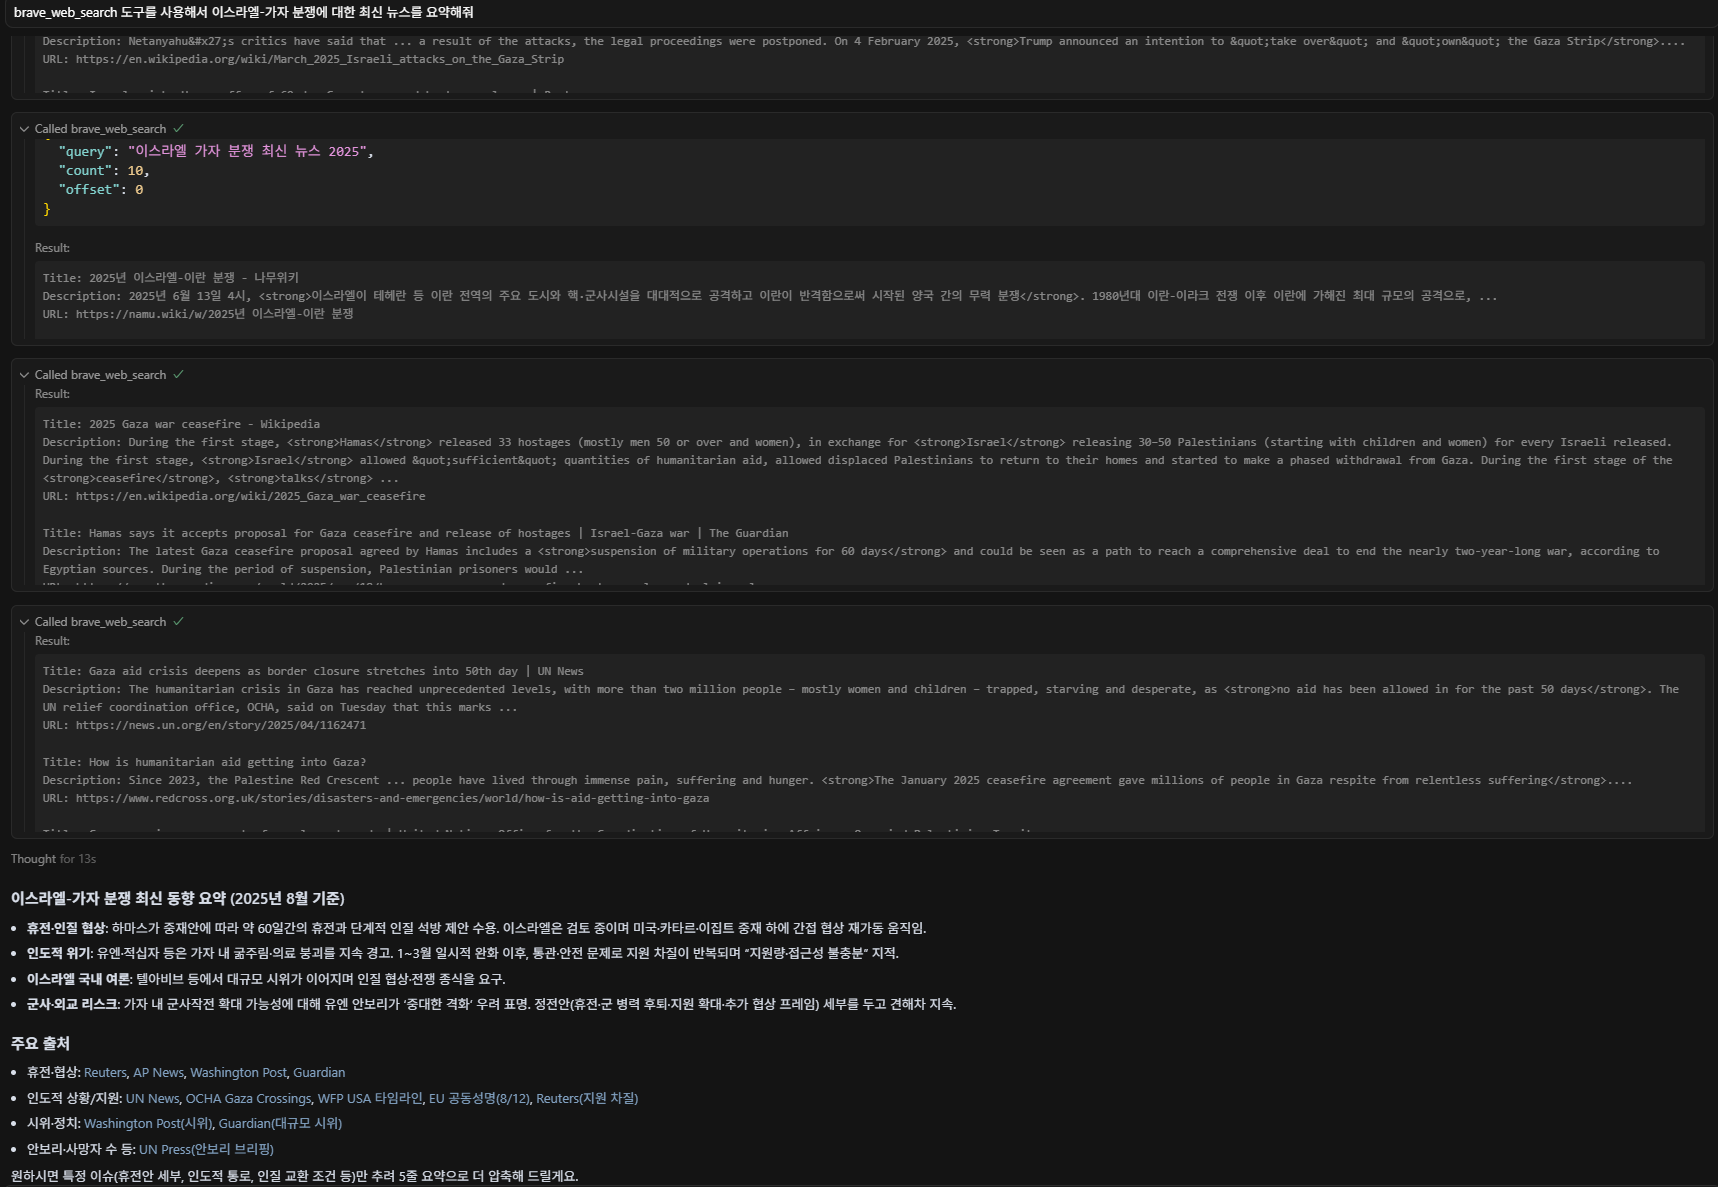 brave_web_search 도구를 사용해서 이스라엘-가자 분쟁에 대한 최신 뉴스를 요약해줘
Description: Netanyahu&#x27;s critics have said that ... a result of the attacks, the legal proceedings were postponed. On 4 February 2025, <strong>Trump announced an intention to &quot;take over&quot; and &quot;own&quot; the Gaza Strip</strong>....
URL: https://en.wikipedia.org/wiki/March_2025_Israeli_attacks_on_the_Gaza_Strip
Called brave_web_search ✓
"query": "이스라엘 가자 분쟁 최신 뉴스 2025",
"count": 10,
"offset": 0
}
Result:
Title: 2025년 이스라엘-이란 분쟁 - 나무위키
Description: 2025년 6월 13일 4시, <strong>이스라엘이 테헤란 등 이란 전역의 주요 도시와 핵·군사시설을 대대적으로 공격하고 이란이 반격함으로써 시작된 양국 간의 무력 분쟁</strong>. 1980년대 이란-이라크 전쟁 이후 이란에 가해진 최대 규모의 공격으로, ...
URL: https://namu.wiki/w/2025년 이스라엘-이란 분쟁
Called brave_web_search ✓
Result:
Title: 2025 Gaza war ceasefire - Wikipedia
Description: During the first stage, <strong>Hamas</strong> released 33 hostages (mostly men 50 or over and women), in exchange for <strong>Israel</strong> releasing 30–50 Palestinians (starting with children and women) for every Israeli released.
During the first stage, <strong>Israel</strong> allowed &quot;sufficient&quot; quantities of humanitarian aid, allowed displaced Palestinians to return to their homes and started to make a phased withdrawal from Gaza. During the first stage of the
<strong>ceasefire</strong>, <strong>talks</strong> ...
URL: https://en.wikipedia.org/wiki/2025_Gaza_war_ceasefire
Title: Hamas says it accepts proposal for Gaza ceasefire and release of hostages | Israel-Gaza war | The Guardian
Description: The latest Gaza ceasefire proposal agreed by Hamas includes a <strong>suspension of military operations for 60 days</strong> and could be seen as a path to reach a comprehensive deal to end the nearly two-year-long war, according to
Egyptian sources. During the period of suspension, Palestinian prisoners would ...
Called brave_web_search ✓
Result:
Title: Gaza aid crisis deepens as border closure stretches into 50th day | UN News
Description: The humanitarian crisis in Gaza has reached unprecedented levels, with more than two million people – mostly women and children – trapped, starving and desperate, as <strong>no aid has been allowed in for the past 50 days</strong>. The
UN relief coordination office, OCHA, said on Tuesday that this marks ...
URL: https://news.un.org/en/story/2025/04/1162471
Title: How is humanitarian aid getting into Gaza?
Description: Since 2023, the Palestine Red Crescent ... people have lived through immense pain, suffering and hunger. <strong>The January 2025 ceasefire agreement gave millions of people in Gaza respite from relentless suffering</strong>....
URL: https://www.redcross.org.uk/stories/disasters-and-emergencies/world/how-is-aid-getting-into-gaza
Thought for 13s
이스라엘-가자 분쟁 최신 동향 요약 (2025년 8월 기준)
• 휴전·인질 협상: 하마스가 중재안에 따라 약 60일간의 휴전과 단계적 인질 석방 제안 수용. 이스라엘은 검토 중이며 미국·카타르·이집트 중재 하에 간접 협상 재가동 움직임.
• 인도적 위기: 유엔·적십자 등은 가자 내 굶주림·의료 붕괴를 지속 경고. 1~3월 일시적 완화 이후, 통관·안전 문제로 지원 차질이 반복되며 “지원량·접근성 불충분” 지적.
• 이스라엘 국내 여론: 텔아비브 등에서 대규모 시위가 이어지며 인질 협상·전쟁 종식을 요구.
• 군사·외교 리스크: 가자 내 군사작전 확대 가능성에 대해 유엔 안보리가 ‘중대한 격화’ 우려 표명. 정전안(휴전·군 병력 후퇴·지원 확대·추가 협상 프레임) 세부를 두고 견해차 지속.
주요 출처
• 휴전·협상: Reuters, AP News, Washington Post, Guardian
• 인도적 상황/지원: UN News, OCHA Gaza Crossings, WFP USA 타임라인, EU 공동성명(8/12), Reuters(지원 차질)
• 시위·정치: Washington Post(시위), Guardian(대규모 시위)
• 안보리·사망자 수 등: UN Press(안보리 브리핑)
원하시면 특정 이슈(휴전안 세부, 인도적 통로, 인질 교환 조건 등)만 추려 5줄 요약으로 더 압축해 드릴게요.